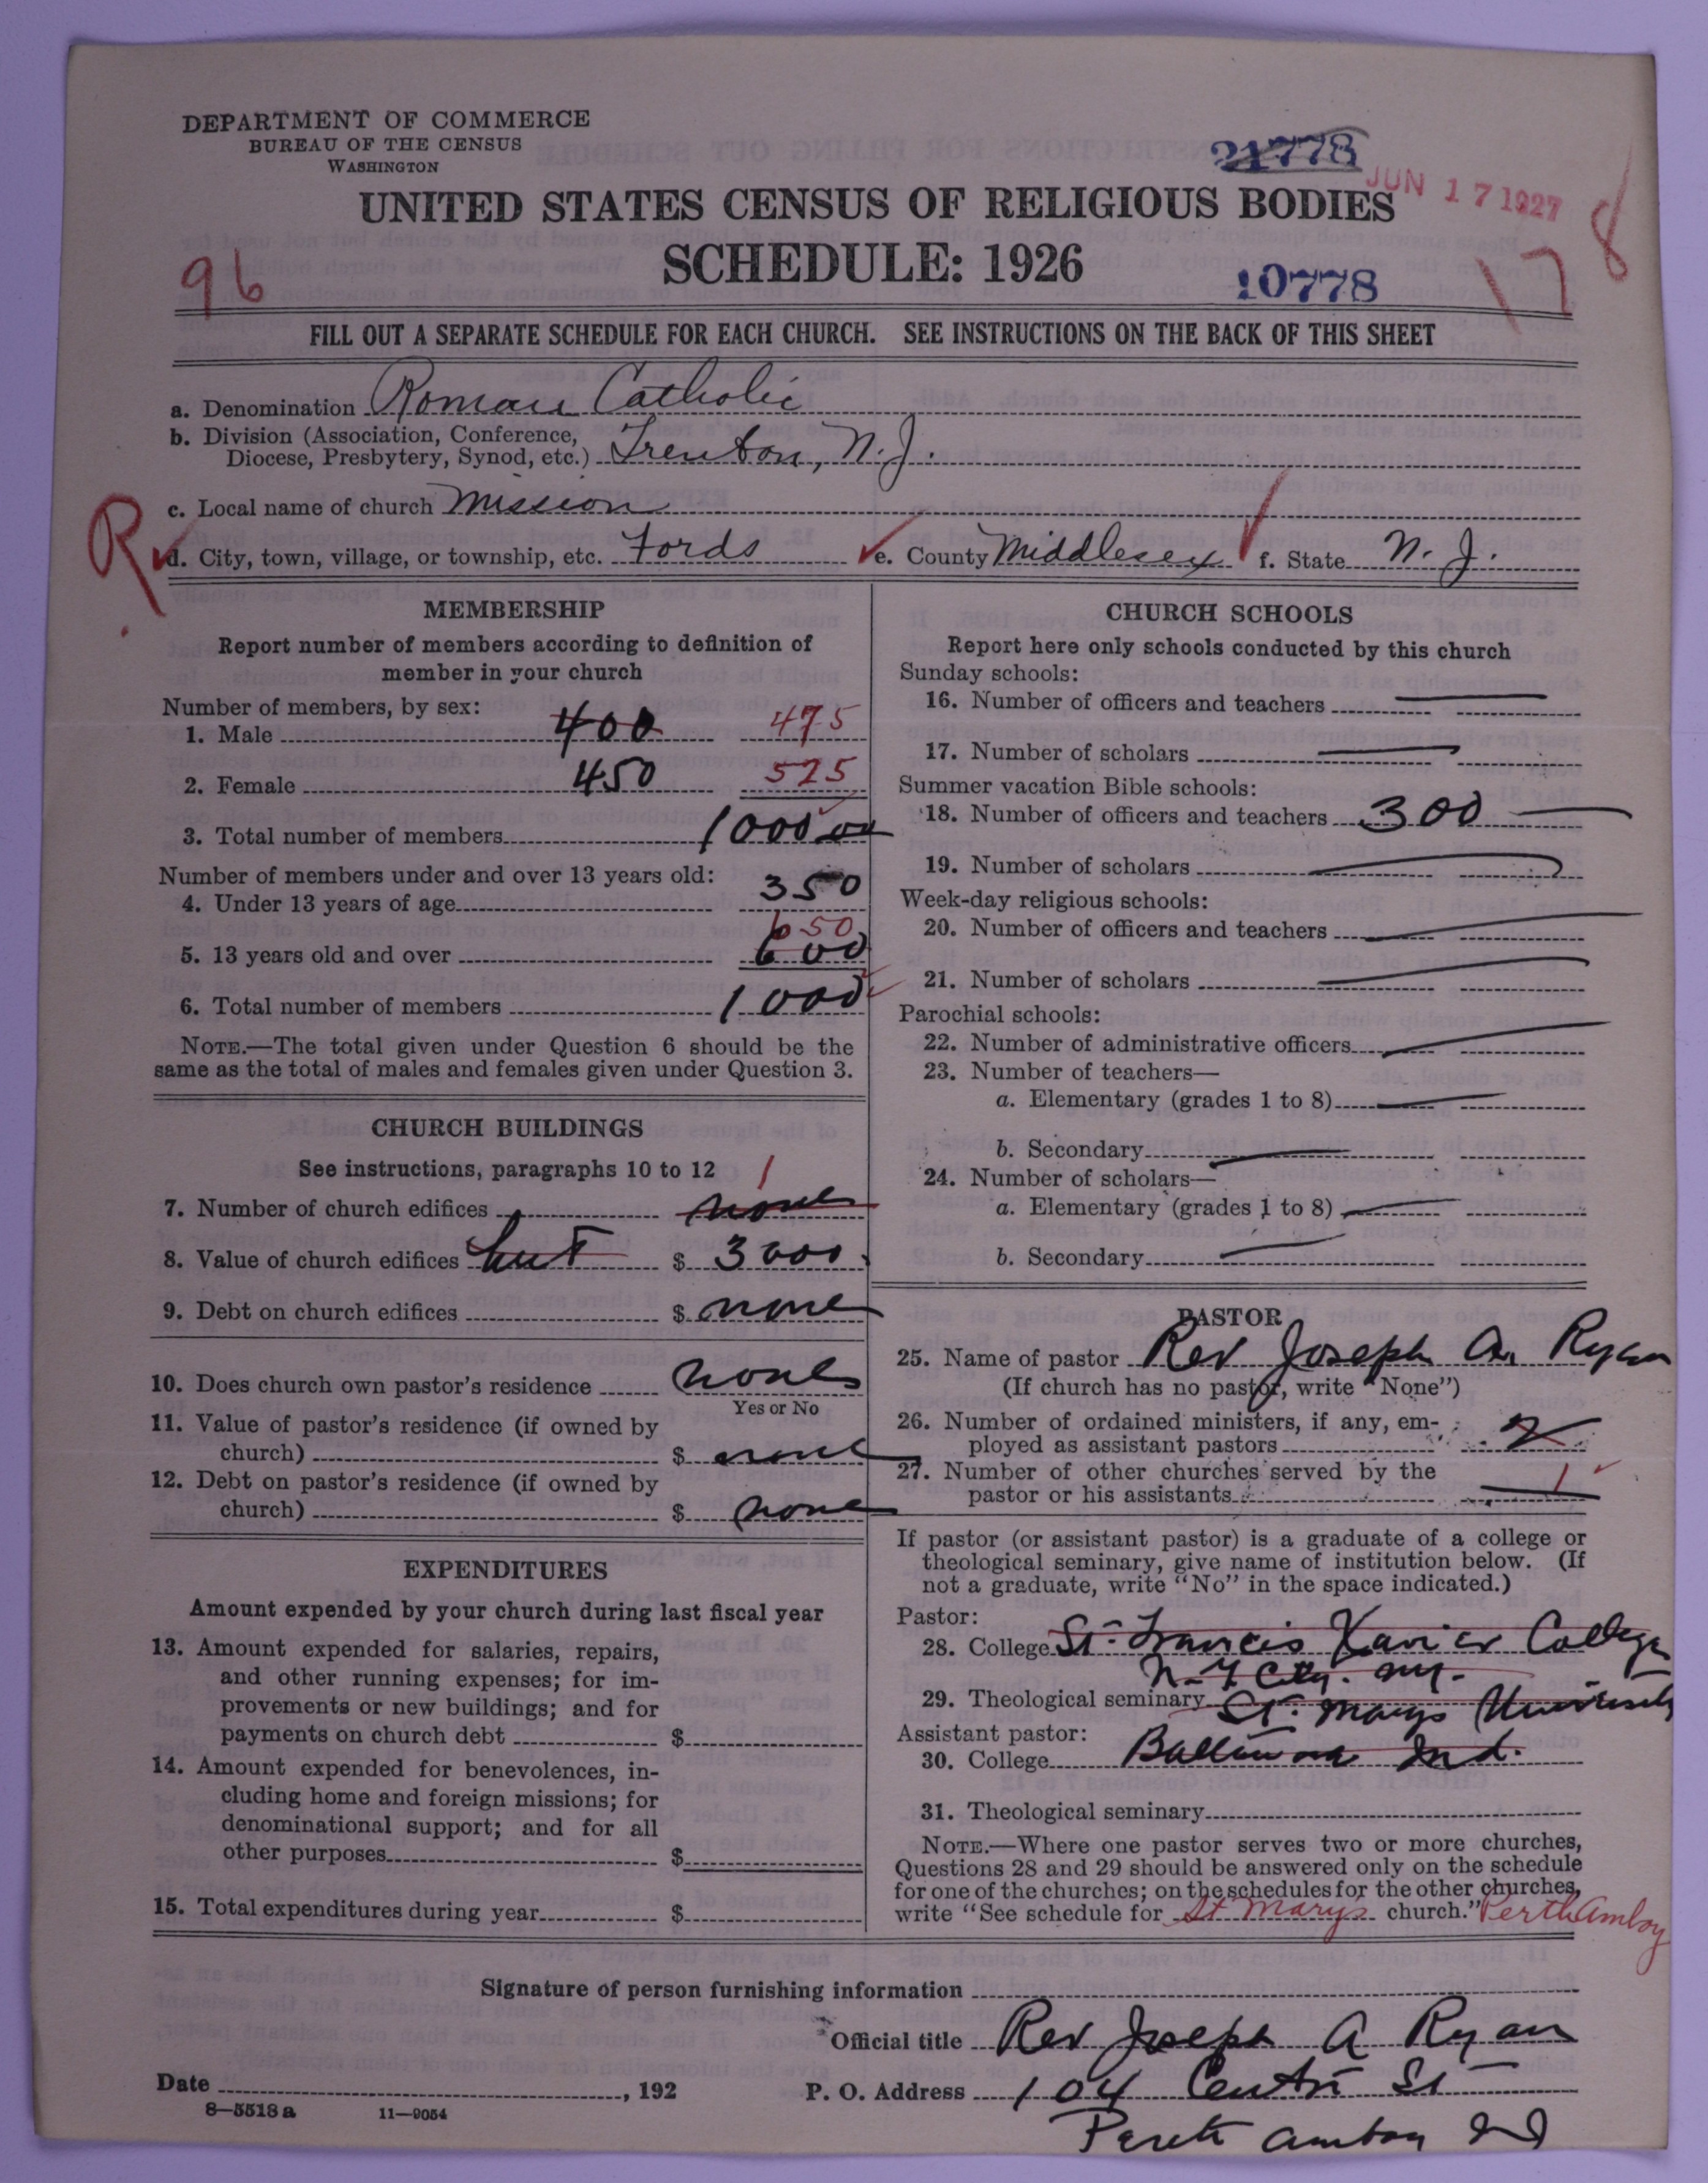 DEPARTMENT OF COMMERCE
BUREAU OF THE CENSUS
WASHINGTON
21778
JUN 17 1927
UNITED STATES CENSUS OF RELIGIOUS BODIES
SCHEDULE: 1926
96
10778
178
FILL OUT A SEPARATE SCHEDULE FOR EACH CHURCH. SEE INSTRUCTIONS ON THE BACK OF THIS SHEET
a. Denomination Roman Catholic
b. Division (Association, Conference,
Diocese, Presbytery, Synod, etc.) Trenton, N.J.
c. Local name of church Mission
R
d. City, town, village, or township, etc. Fords e. County Middlesex f. State N. J.
MEMBERSHIP
Report number of members according to definition of
member in your church
Number of members, by sex:
1. Male 400 475
2. Female 450 525
3. Total number of members 1000
Number of members under and over 13 years old:
4. Under 13 years of age 350
650
5. 13 years old and over 600
6. Total number of members 1000
NOTE.—The total given under Question 6 should be the
same as the total of males and females given under Question 3.
CHURCH BUILDINGS
See instructions, paragraphs 10 to 12 1
7. Number of church edifices none
8. Value of church edifices hut $ 3000.
9. Debt on church edifices $ none
10. Does church own pastor's residence none
Yes or No
11. Value of pastor's residence (if owned by
church) $ none
12. Debt on pastor's residence (if owned by
church) $ none
EXPENDITURES
Amount expended by your church during last fiscal year
13. Amount expended for salaries, repairs,
and other running expenses; for im-
provements or new buildings; and for
payments on church debt $
14. Amount expended for benevolences, in-
cluding home and foreign missions; for
denominational support; and for all
other purposes $
15. Total expenditures during year $
CHURCH SCHOOLS
Report here only schools conducted by this church
Sunday schools:
16. Number of officers and teachers
17. Number of scholars
Summer vacation Bible schools:
18. Number of officers and teachers 300
19. Number of scholars
Week-day religious schools:
20. Number of officers and teachers
21. Number of scholars
Parochial schools:
22. Number of administrative officers
23. Number of teachers—
a. Elementary (grades 1 to 8)
b. Secondary
24. Number of scholars—
a. Elementary (grades 1 to 8)
b. Secondary
PASTOR
25. Name of pastor Rev Joseph A. Ryan
(If church has no pastor, write "None")
26. Number of ordained ministers, if any, em-
ployed as assistant pastors 2
27. Number of other churches served by the
pastor or his assistants 1
If pastor (or assistant pastor) is a graduate of a college or
theological seminary, give name of institution below. (If
not a graduate, write "No" in the space indicated.)
Pastor:
28. College St. Francis Xavier College
N.Y City. N.Y.
29. Theological seminary St. Marys University
Assistant pastor:
30. College Baltimore Md.
31. Theological seminary
NOTE.—Where one pastor serves two or more churches,
Questions 28 and 29 should be answered only on the schedule
for one of the churches; on the schedules for the other churches,
write "See schedule for St Mary's church." Perth Amboy
Signature of person furnishing information
Official title Rev Joseph A Ryan
Date , 192 P. O. Address 104 Centre St
8—5518 a 11—9054
Perth Amboy NJ